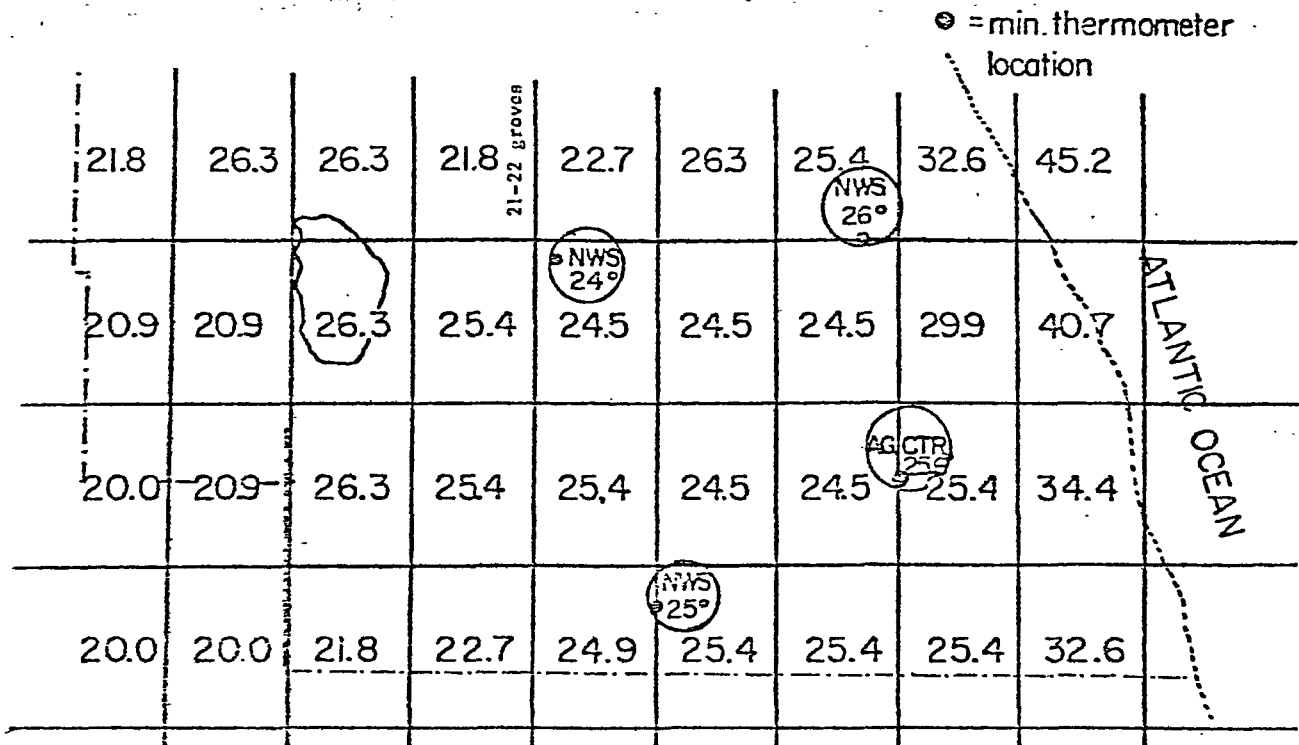 = min. thermometer
location
21-22 groves
21.8 26.3 26.3 21.8 22.7 26.3 25.4 32.6 45.2
NWS
26°
NWS
24°
20.9 20.9 26.3 25.4 24.5 24.5 24.5 29.9 40.7
ATLANTIC OCEAN
AG CTR
20.0 20.9 26.3 25.4 25.4 24.5 24.5 25.4 34.4
NWS
25°
20.0 20.0 21.8 22.7 24.9 25.4 25.4 25.4 32.6